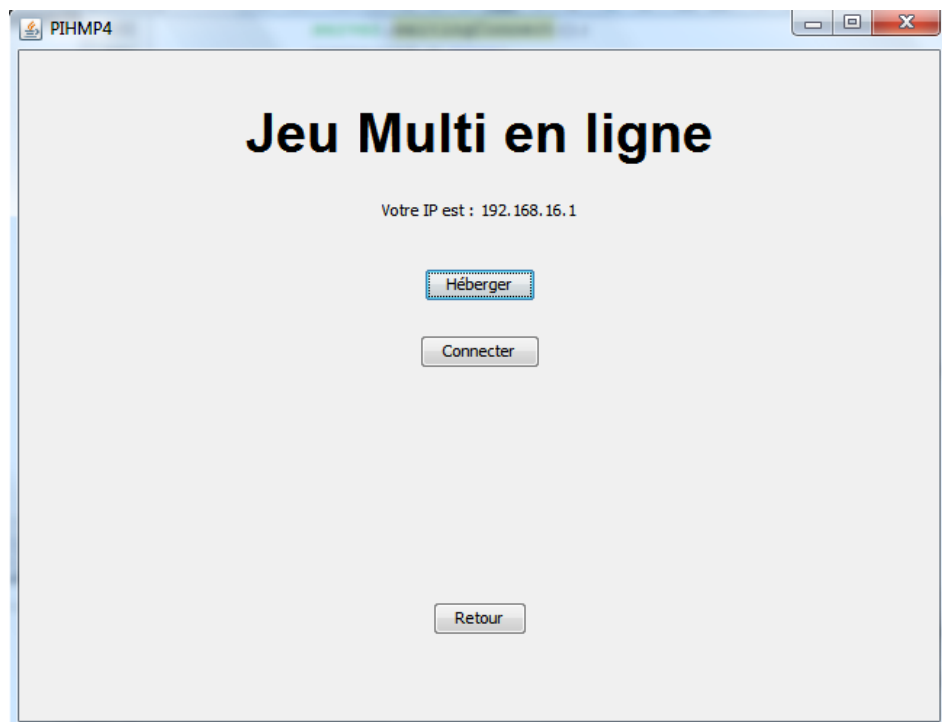 PIHMP4
Jeu Multi en ligne
Votre IP est : 192.168.16.1
Héberger
Connecter
Retour